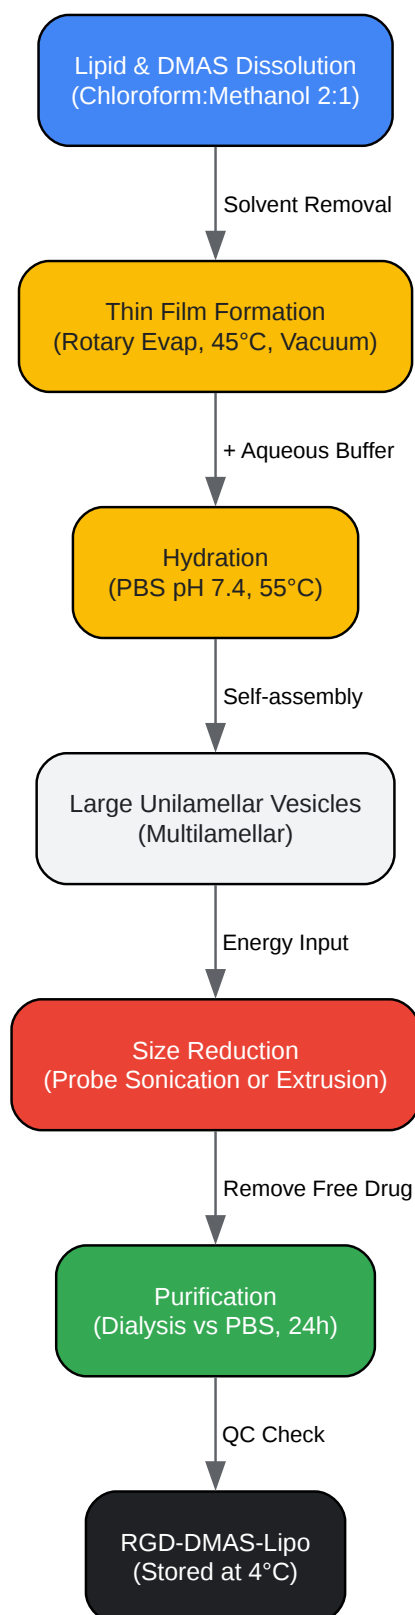 Lipid & DMAS Dissolution
(Chloroform:Methanol 2:1)
Solvent Removal
Thin Film Formation
(Rotary Evap, 45°C, Vacuum)
+ Aqueous Buffer
Hydration
(PBS pH 7.4, 55°C)
Self-assembly
Large Unilamellar Vesicles
(Multilamellar)
Energy Input
Size Reduction
(Probe Sonication or Extrusion)
Remove Free Drug
Purification
(Dialysis vs PBS, 24h)
QC Check
RGD-DMAS-Lipo
(Stored at 4°C)